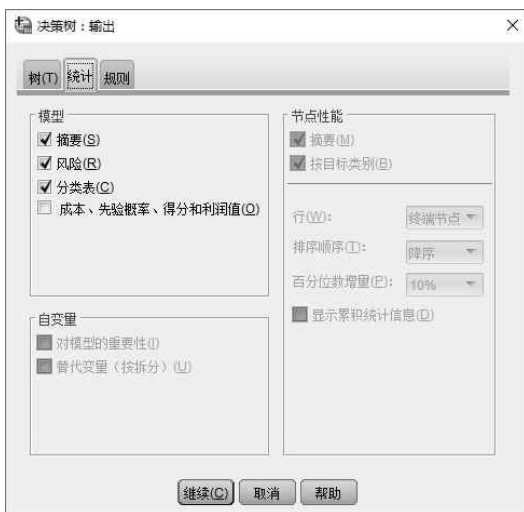 决策树：输出
树(T) 统计 规则
模型
摘要(S)
风险(R)
分类表(C)
成本、先验概率、得分和利润值(O)
自变量
对模型的重要性(I)
替代变量（按拆分）(U)
节点性能
摘要(M)
按目标类别(B)
行(W)： 终端节点
排序顺序(T)： 降序
百分位数增量(P)： 10%
显示累积统计信息(D)
继续(C) 取消 帮助